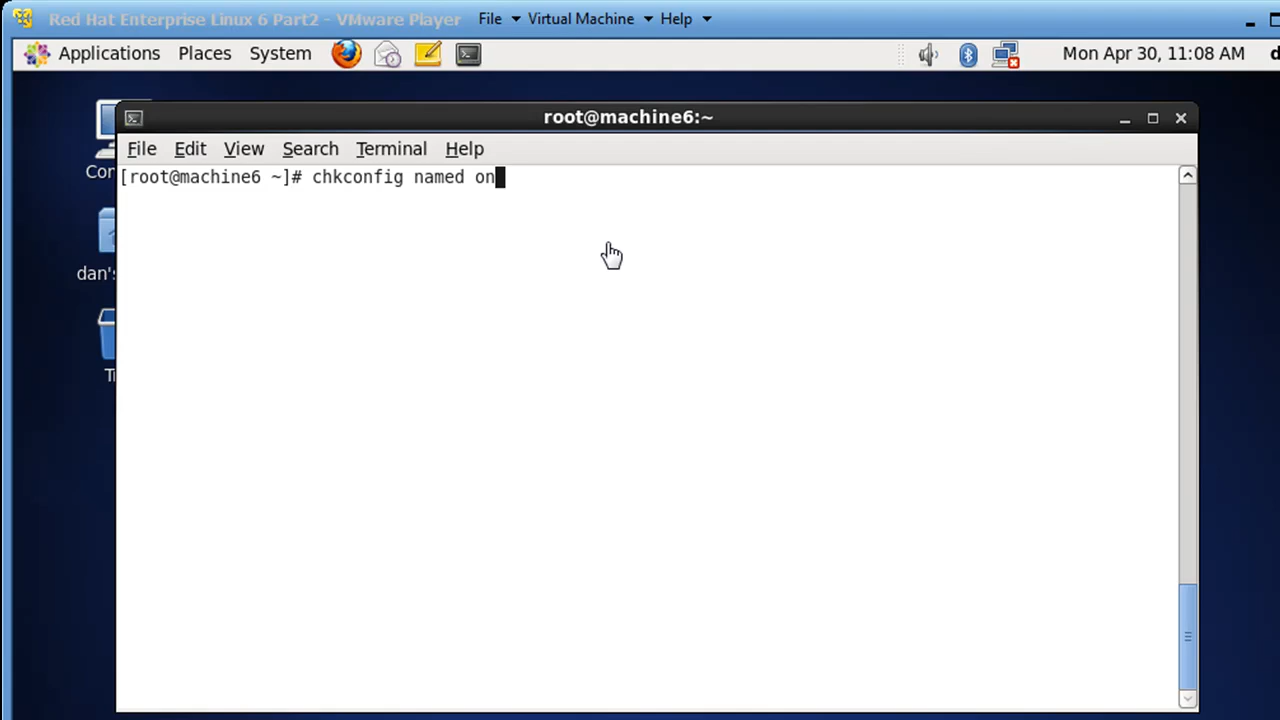 Red Hat Enterprise Linux 6 Part2 - VMware Player File Virtual Machine Help
Applications Places System Mon Apr 30, 11:08 AM
root@machine6:~
File Edit View Search Terminal Help
[root@machine6 ~]# chkconfig named on
dan's